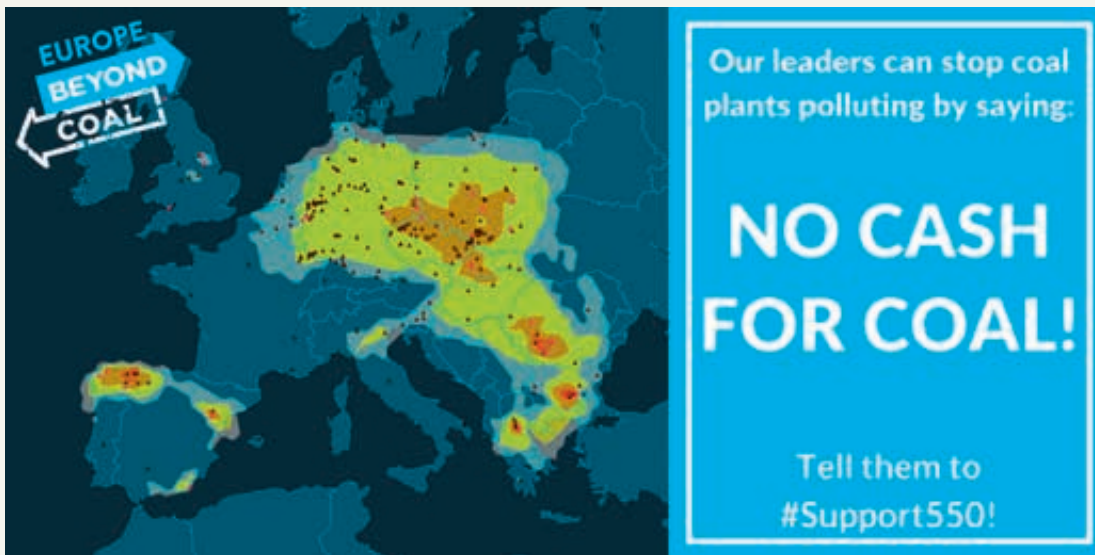 EUROPE
BEYOND
COAL
Our leaders can stop coal
plants polluting by saying:
NO CASH
FOR COAL!
Tell them to
#Support550!